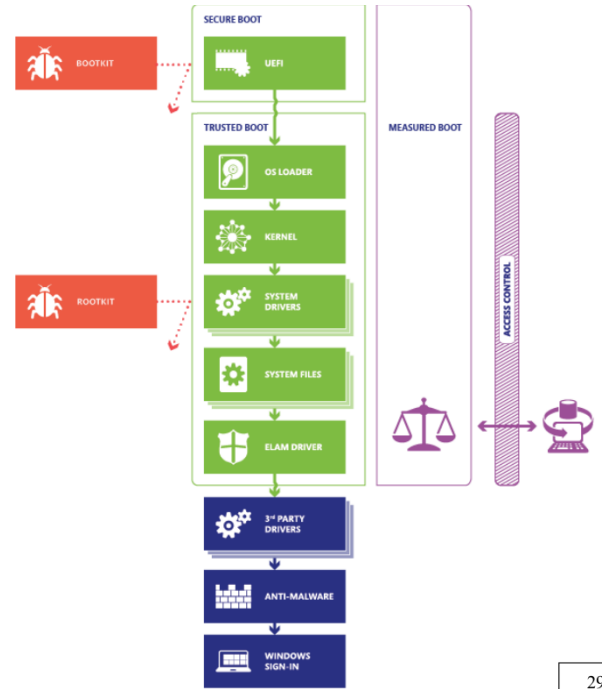 SECURE BOOT
BOOTKIT
UEFI
TRUSTED BOOT
MEASURED BOOT
OS LOADER
KERNEL
ROOTKIT
SYSTEM
DRIVERS
ACCESS CONTROL
SYSTEM FILES
ELAM DRIVER
3rd PARTY
DRIVERS
ANTI-MALWARE
WINDOWS
SIGN-IN
29